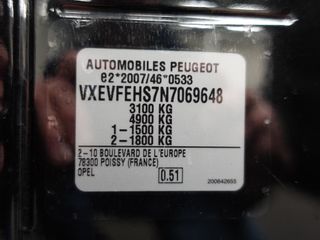 AUTOMOBILES PEUGEOT
e2*2007/46*0533
VXEVFEHS7N7069648
3100 KG
4900 KG
1-1500 KG
2-1800 KG
2-10 BOULEVARD DE L'EUROPE
78300 POISSY (FRANCE)
OPEL 0.51
200642653